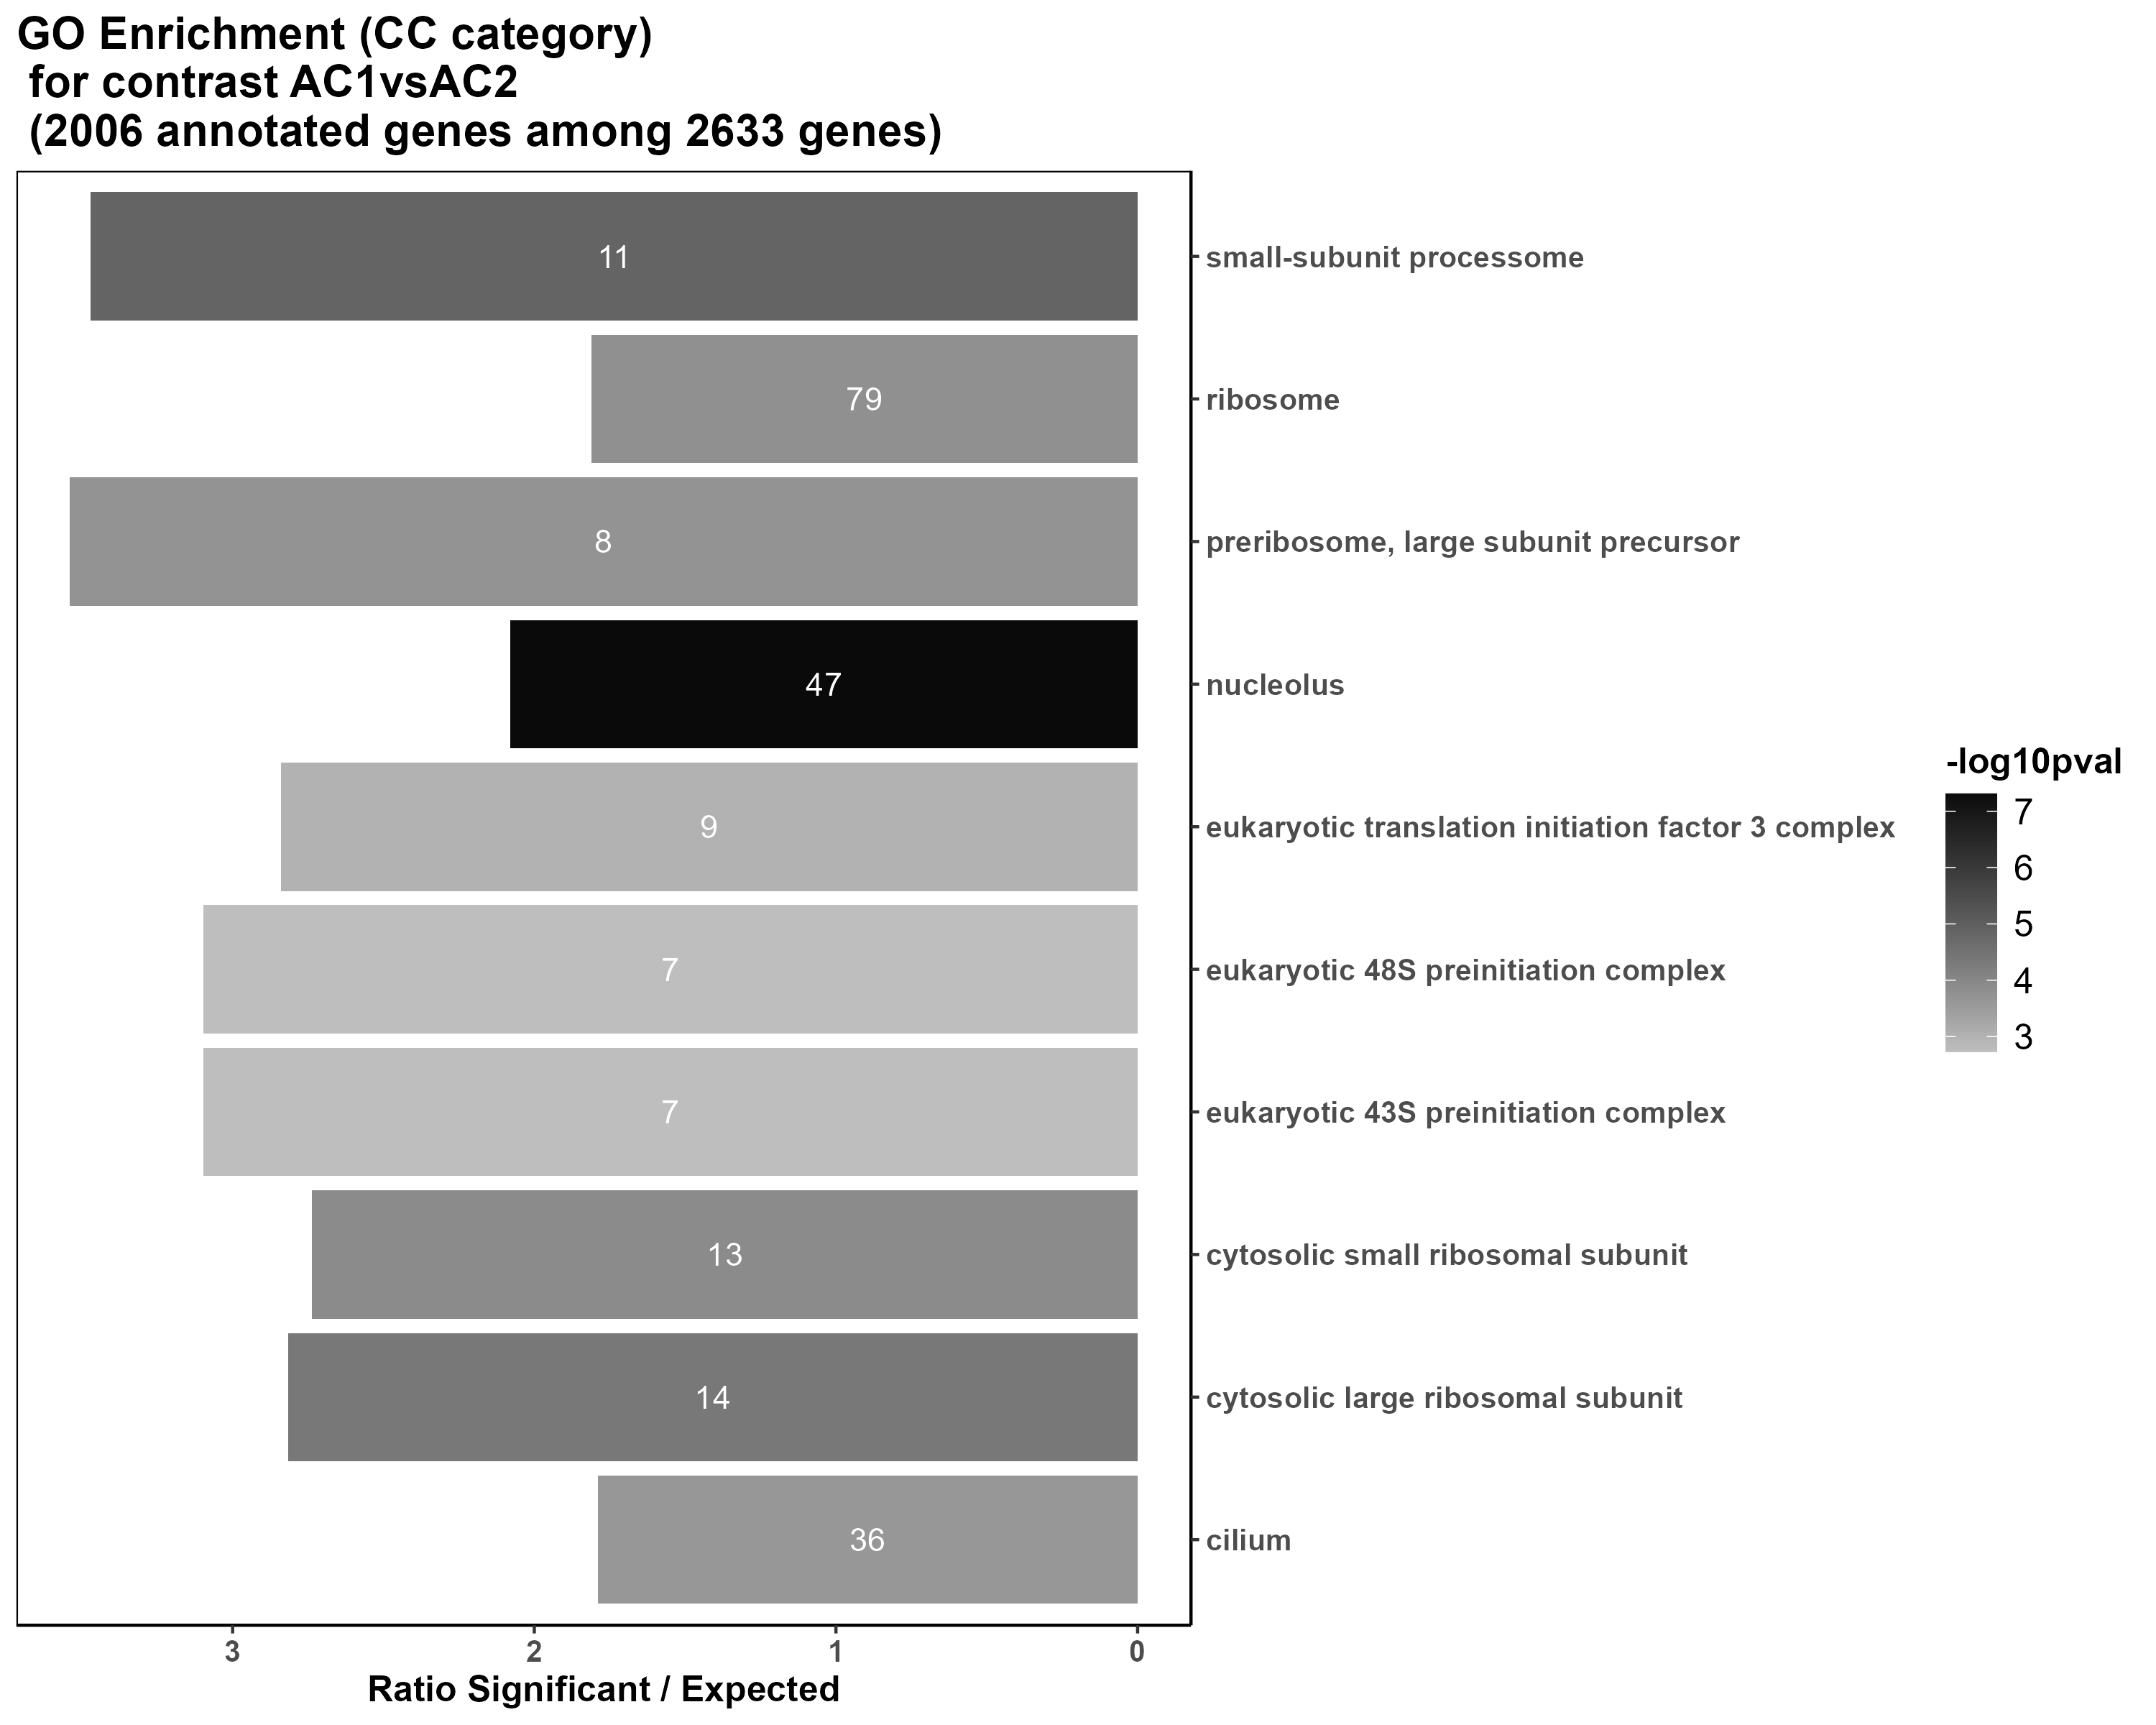 GO Enrichment (CC category)
for contrast AC1vsAC2
(2006 annotated genes among 2633 genes)
11
small-subunit processome
79
ribosome
8
preribosome, large subunit precursor
47
nucleolus
9
eukaryotic translation initiation factor 3 complex
7
eukaryotic 48S preinitiation complex
7
eukaryotic 43S preinitiation complex
13
cytosolic small ribosomal subunit
14
cytosolic large ribosomal subunit
36
cilium
3 2 1 0
Ratio Significant / Expected
-log10pval
7
6
5
4
3